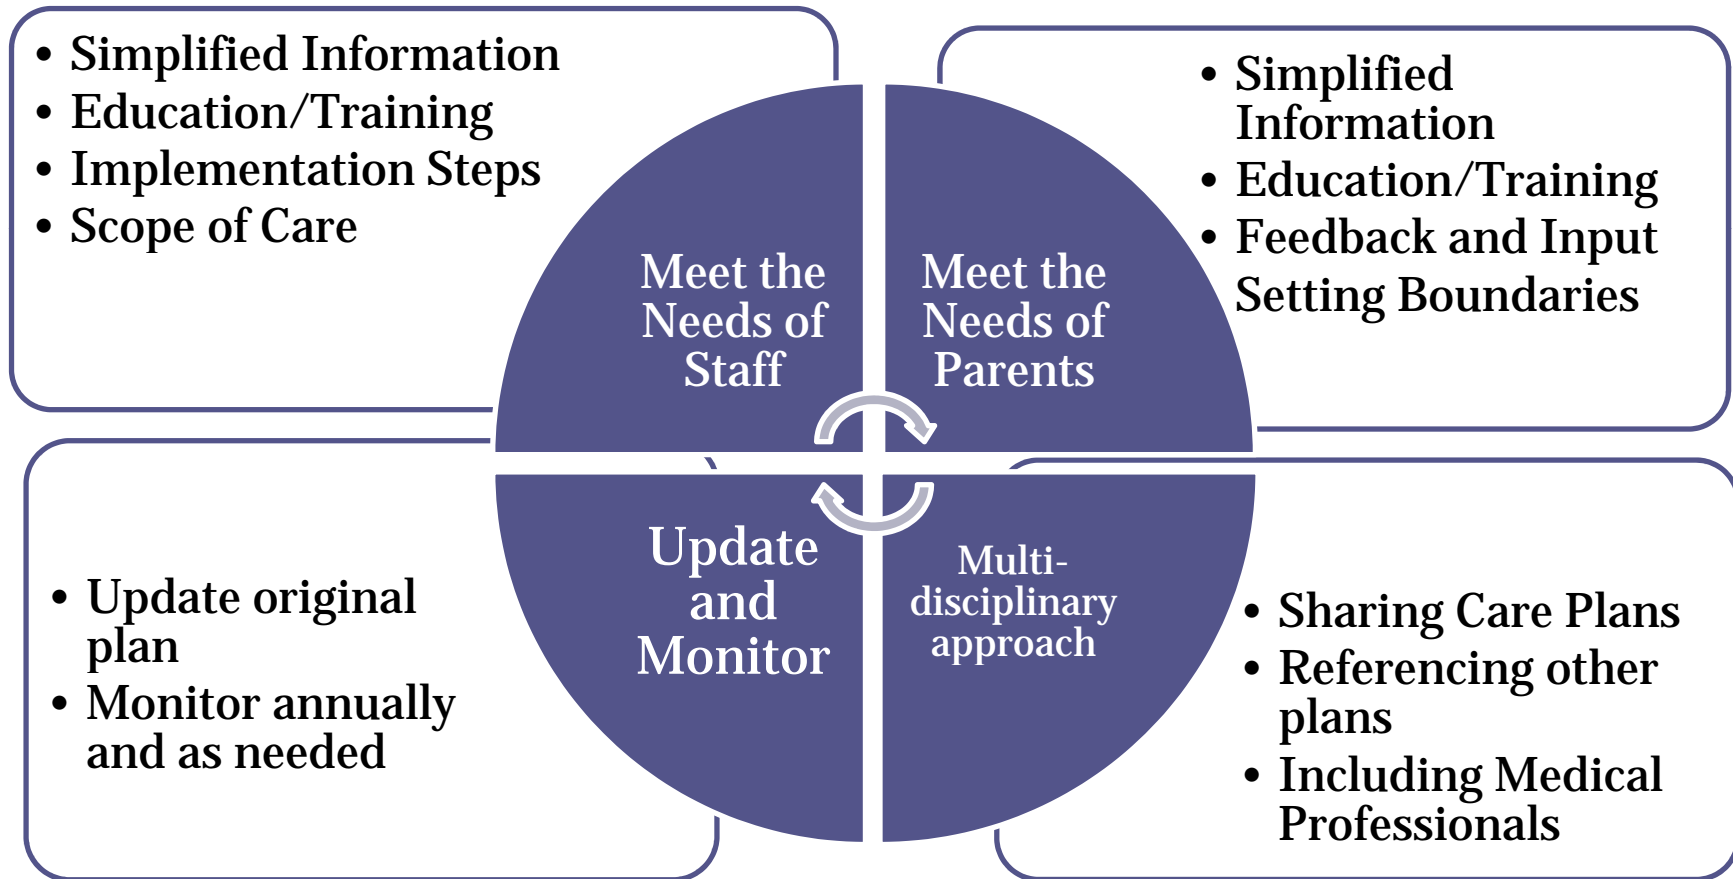 • Simplified Information
• Education/Training
• Implementation Steps
• Scope of Care
Meet the
Needs of
Staff
• Simplified
Information
• Education/Training
• Feedback and Input
Setting Boundaries
Meet the
Needs of
Parents
• Update original
plan
• Monitor annually
and as needed
Update
and
Monitor
Multi-
disciplinary
approach
• Sharing Care Plans
• Referencing other
plans
• Including Medical
Professionals